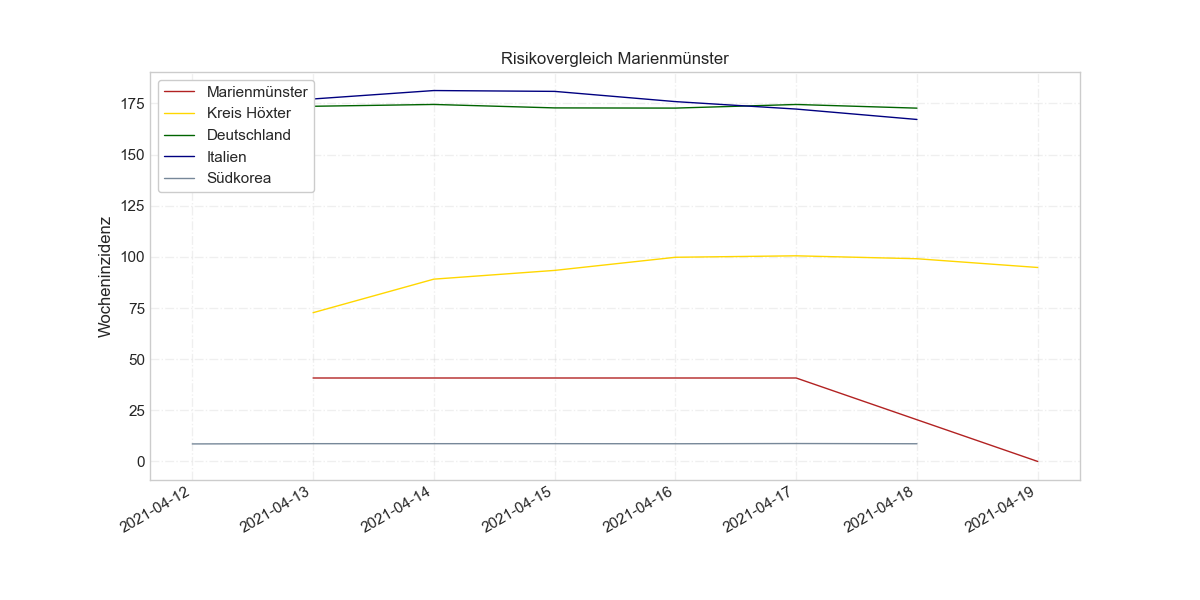 Risikovergleich Marienmünster
Marienmünster
Kreis Höxter
Deutschland
Italien
Südkorea
Wocheninzidenz
175
150
125
100
75
50
25
0
2021-04-12
2021-04-13
2021-04-14
2021-04-15
2021-04-16
2021-04-17
2021-04-18
2021-04-19